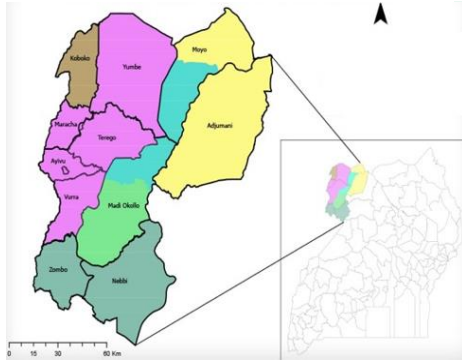 Moyo
Koboko
Yumbe
Adjumani
Maracha
Terego
Ayivu
Vurra
Madi Okollo
Zombo
Nebbi
0 15 30 60 Km